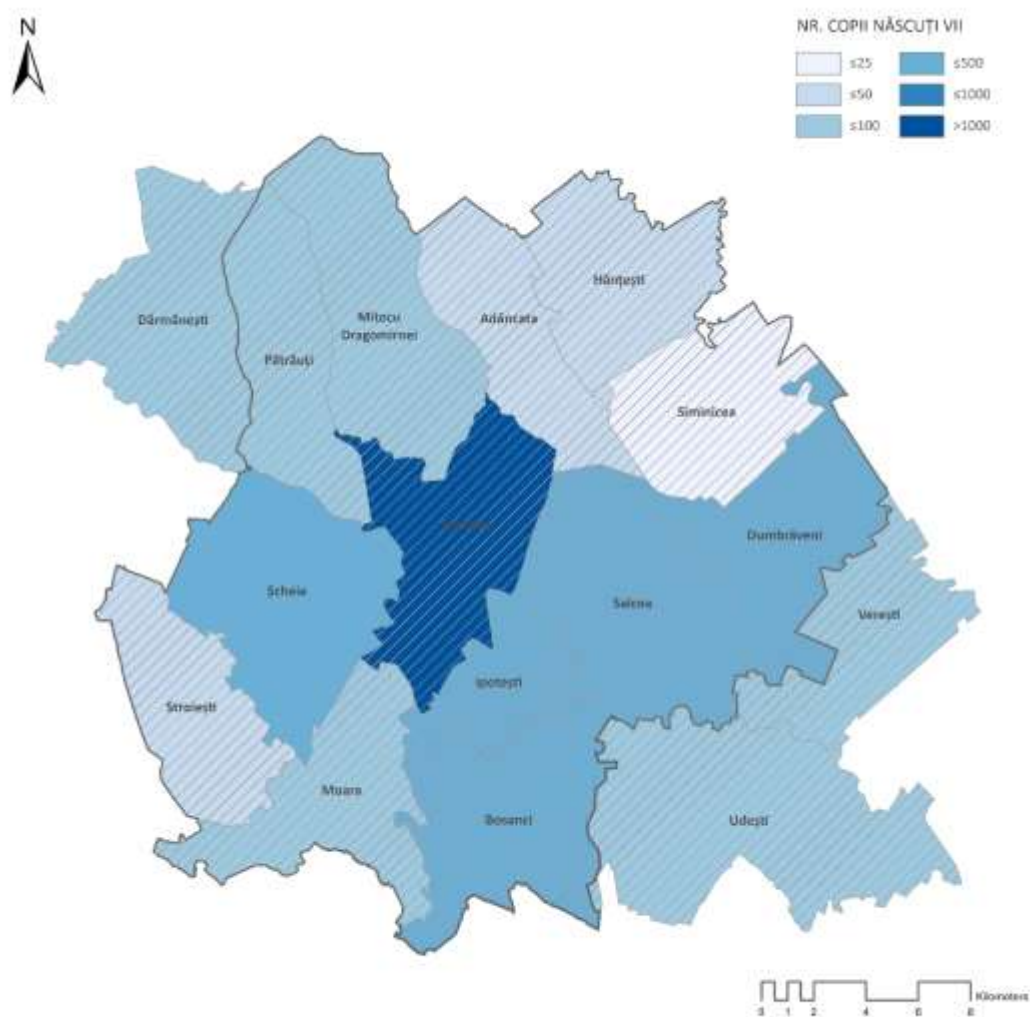 N
NR. COPII NĂSCUȚI VII
≤25
≤500
≤50
≤1000
≤100
>1000
Hănțești
Dărmănești
Adâncata
Mitocu
Dragomirnei
Pătrăuți
Siminicea
Dumbrăveni
Șcheia
Salcea
Verești
Ipotești
Stroiești
Moara
Bosanci
Udești
Kilometers
0 1 2 4 6 8